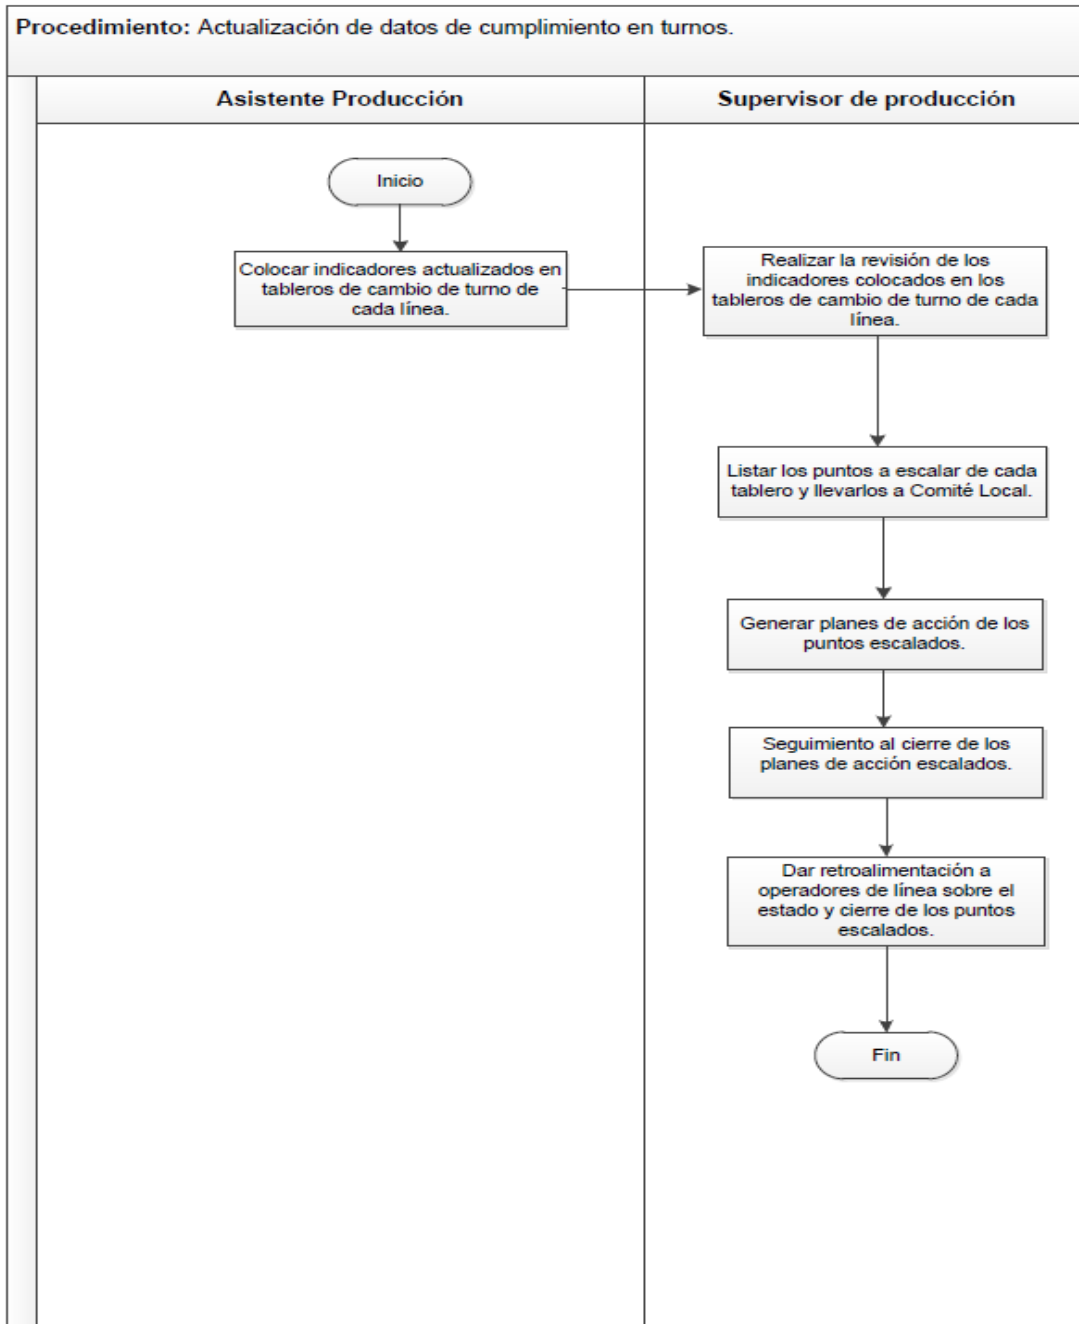 Procedimiento: Actualización de datos de cumplimiento en turnos.
Asistente Producción
Supervisor de producción
Inicio
Colocar indicadores actualizados en
tableros de cambio de turno de
cada línea.
Realizar la revisión de los
indicadores colocados en los
tableros de cambio de turno de cada
línea.
Listar los puntos a escalar de cada
tablero y llevarlos a Comité Local.
Generar planes de acción de los
puntos escalados.
Seguimiento al cierre de los
planes de acción escalados.
Dar retroalimentación a
operadores de línea sobre el
estado y cierre de los puntos
escalados.
Fin